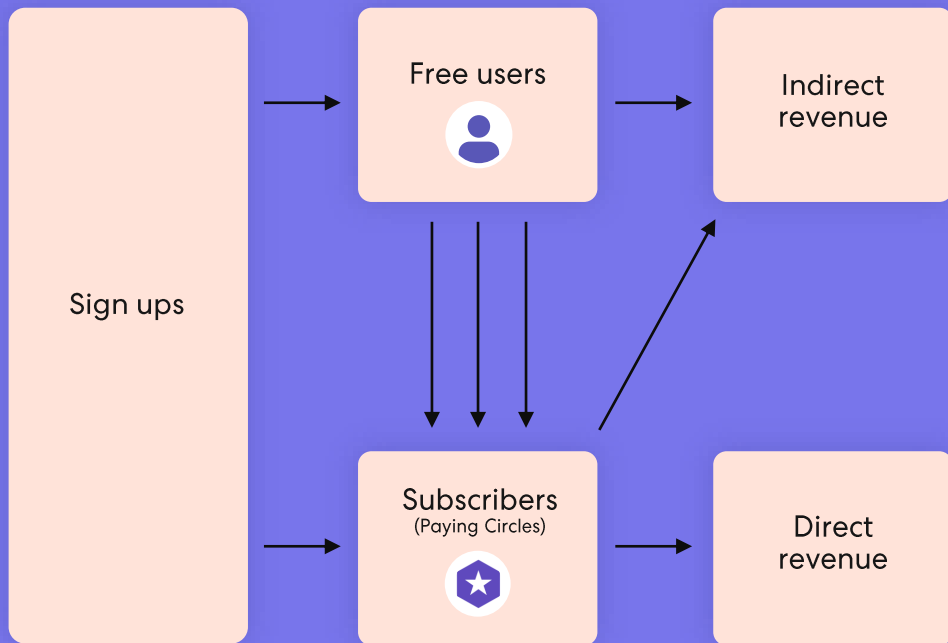 Sign ups
Free users
Indirect
revenue
Subscribers
(Paying Circles)
Direct
revenue